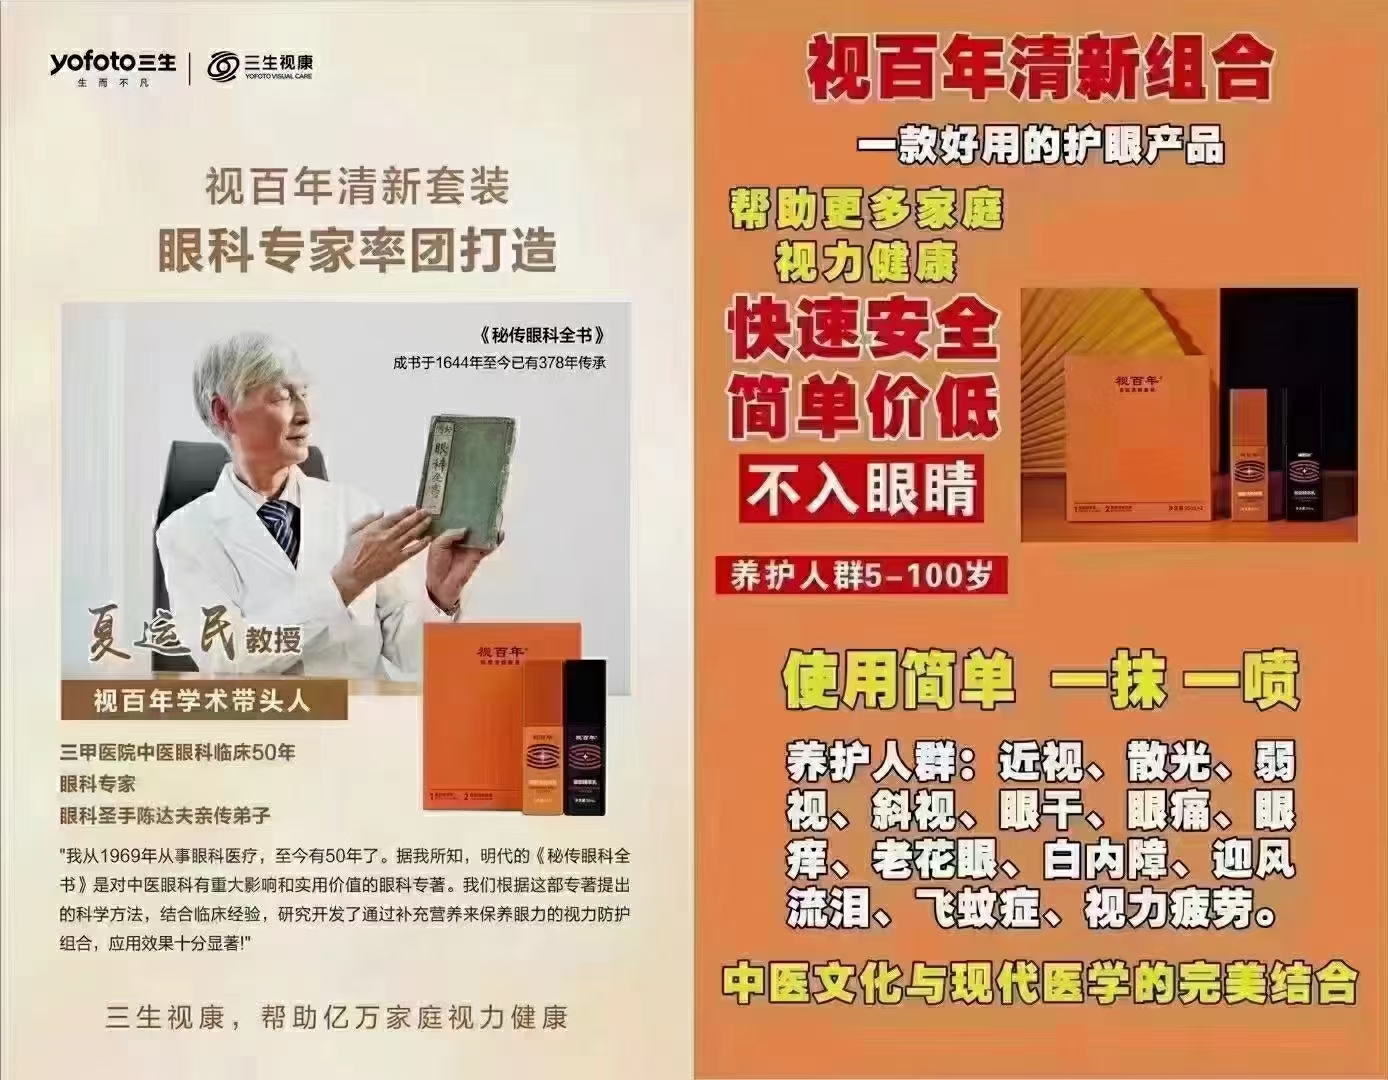 yofoto三生
生而不凡
三生视康
YOFOTO VISUAL CARE
视百年清新套装
眼科专家率团打造
《秘传眼科全书》
成书于1644年至今已有378年传承
夏运民 教授
视百年
视百年
视百年学术带头人
三甲医院中医眼科临床50年
眼科专家
眼科圣手陈达夫亲传弟子
"我从1969年从事眼科医疗，至今有50年了。据我所知，明代的《秘传眼科全
书》是对中医眼科有重大影响和实用价值的眼科专著。我们根据这部专著提出
的科学方法，结合临床经验，研究开发了通过补充营养来保养眼力的视力防护
组合，应用效果十分显著!"
三生视康，帮助亿万家庭视力健康
视百年清新组合
一款好用的护眼产品
帮助更多家庭
视力健康
快速安全
简单价低
不入眼睛
养护人群5-100岁
视百年
使用简单 一抹 一喷
养护人群：近视、散光、弱
视、斜视、眼干、眼痛、眼
痒、老花眼、白内障、迎风
流泪、飞蚊症、视力疲劳。
中医文化与现代医学的完美结合